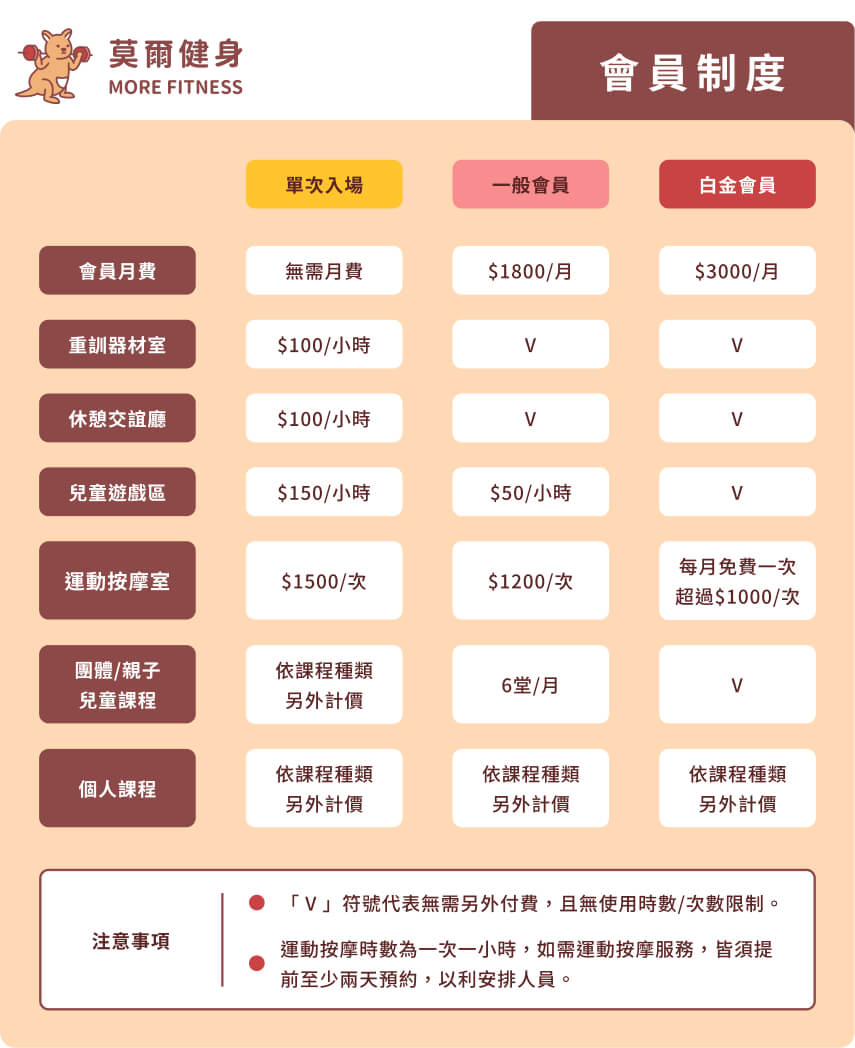 莫爾健身
MORE FITNESS
會員制度
單次入場
一般會員
白金會員
會員月費
無需月費
$1800/月
$3000/月
重訓器材室
$100/小時
V
V
休憩交誼廳
$100/小時
V
V
兒童遊戲區
$150/小時
$50/小時
V
運動按摩室
$1500/次
$1200/次
每月免費一次
超過$1000/次
團體/親子
兒童課程
依課程種類
另外計價
6堂/月
V
個人課程
依課程種類
另外計價
依課程種類
另外計價
依課程種類
另外計價
注意事項
「V」符號代表無需另外付費，且無使用時數/次數限制。
運動按摩時數為一次一小時，如需運動按摩服務，皆須提
前至少兩天預約，以利安排人員。